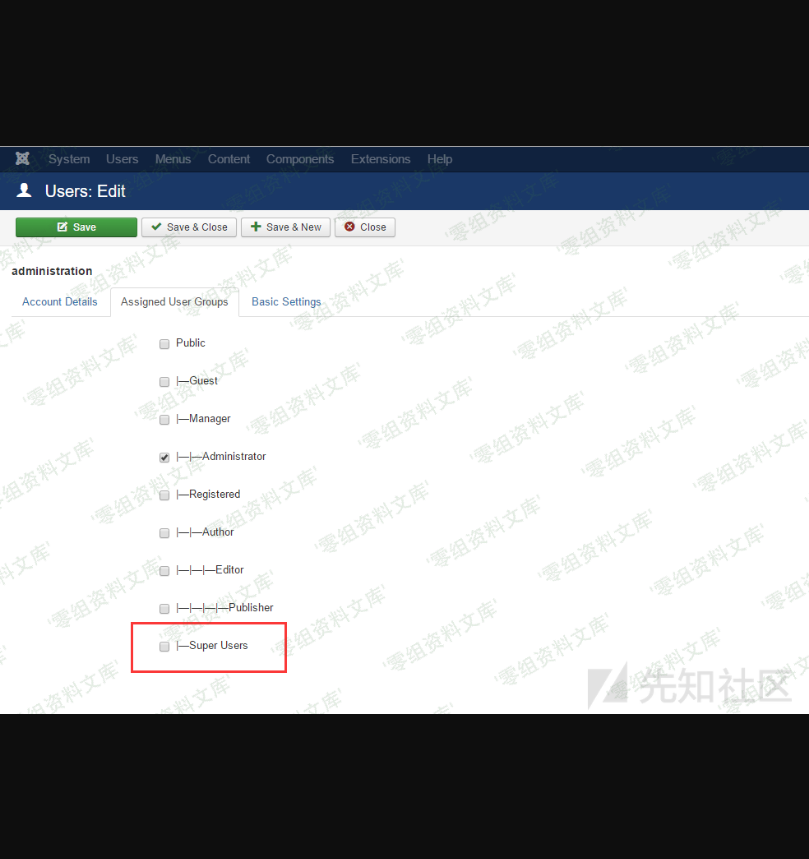 System Users Menus Content Components Extensions Help
Users: Edit
Save Save & Close Save & New Close
administration
Account Details Assigned User Groups Basic Settings
Public
|—Guest
|—Manager
|—|—Administrator
|—Registered
|—|—Author
|—|—|—Editor
|—|—|—|—Publisher
|—Super Users
先知社区
'零组资料文库'